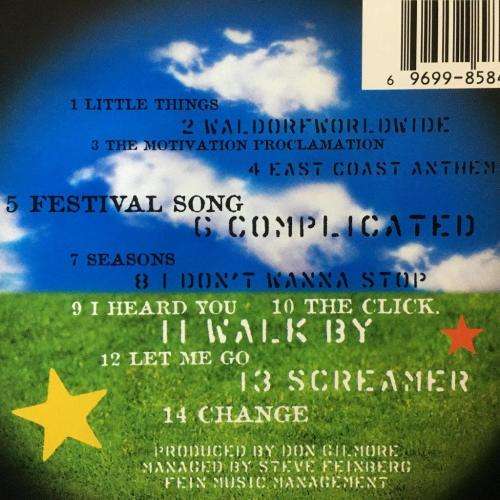 6 9699-8584
1 LITTLE THINGS
2 WALDORFWORLDWIDE
3 THE MOTIVATION PROCLAMATION
4 EAST COAST ANTHEM
5 FESTIVAL SONG
6 COMPLICATED
7 SEASONS
8 I DON'T WANNA STOP
9 I HEARD YOU 10 THE CLICK.
11 WALK BY
12 LET ME GO
13 SCREAMER
14 CHANGE
PRODUCED BY DON GILMORE
MANAGED BY STEVE FEINBERG
FEIN MUSIC MANAGEMENT